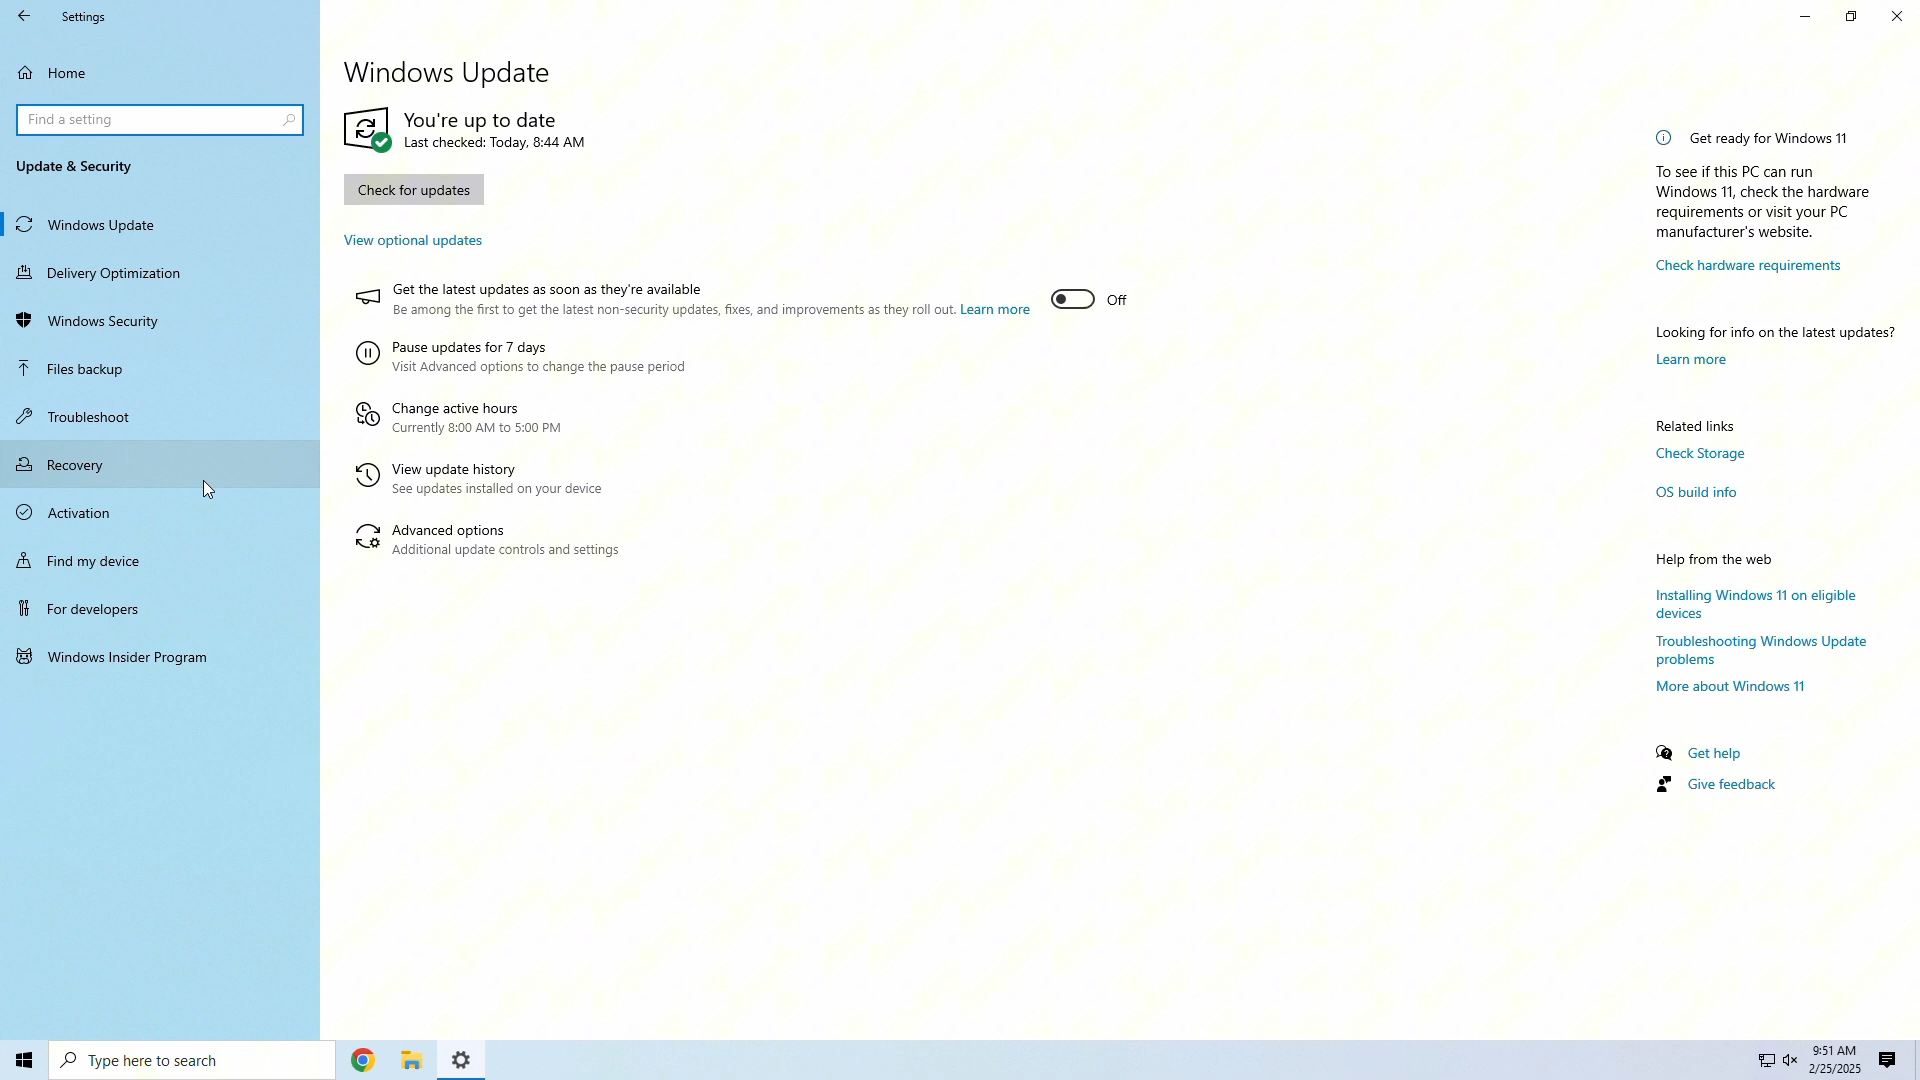 Settings
Home
Find a setting
Update & Security
Windows Update
Delivery Optimization
Windows Security
Files backup
Troubleshoot
Recovery
Activation
Find my device
For developers
Windows Insider Program
Windows Update
You're up to date
Last checked: Today, 8:44 AM
Check for updates
View optional updates
Get the latest updates as soon as they're available
Be among the first to get the latest non-security updates, fixes, and improvements as they roll out. Learn more
Off
Pause updates for 7 days
Visit Advanced options to change the pause period
Change active hours
Currently 8:00 AM to 5:00 PM
View update history
See updates installed on your device
Advanced options
Additional update controls and settings
Get ready for Windows 11
To see if this PC can run
Windows 11, check the hardware
requirements or visit your PC
manufacturer's website.
Check hardware requirements
Looking for info on the latest updates?
Learn more
Related links
Check Storage
OS build info
Help from the web
Installing Windows 11 on eligible
devices
Troubleshooting Windows Update
problems
More about Windows 11
Get help
Give feedback
Type here to search
9:51 AM
2/25/2025